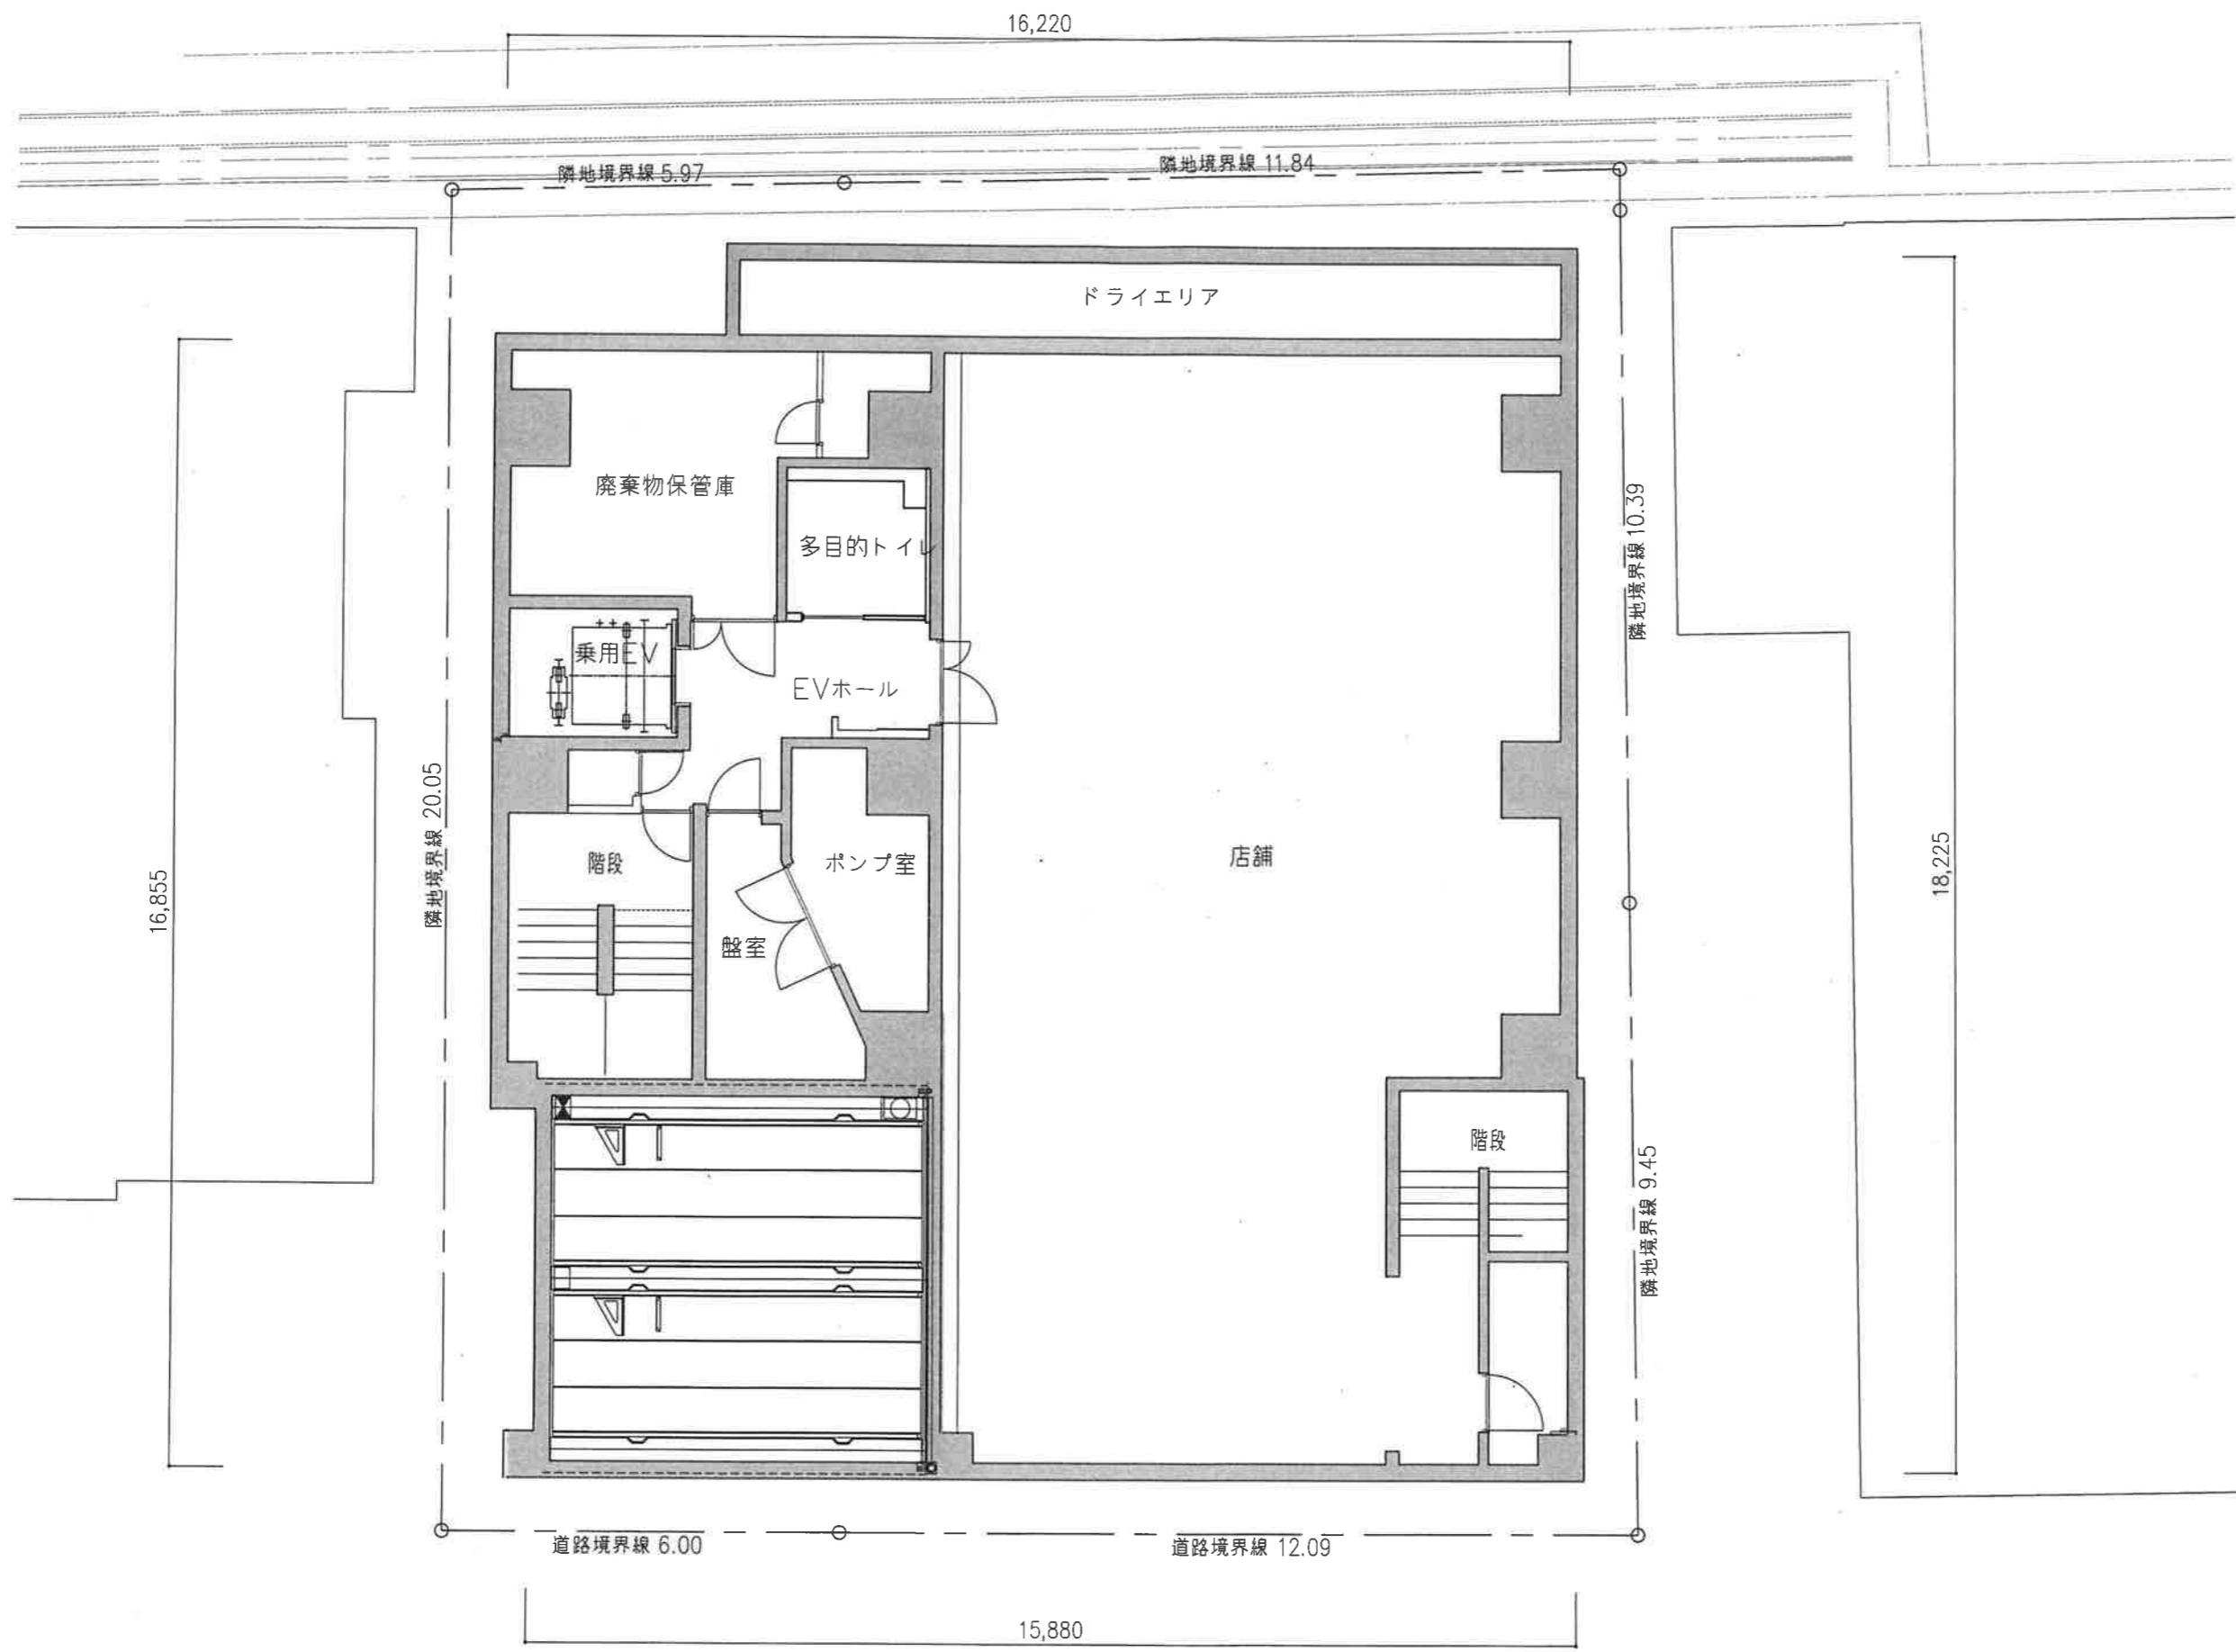 16,220
隣地境界線 5.97
隣地境界線 11.84
ドライエリア
廃棄物保管庫
隣地境界線 10.39
多目的トイレ
乗用EV
EVホール
隣地境界線 20.05
16,855
階段
ポンプ室
店舗
18,225
盤室
階段
隣地境界線 9.45
道路境界線 6.00
道路境界線 12.09
15,880